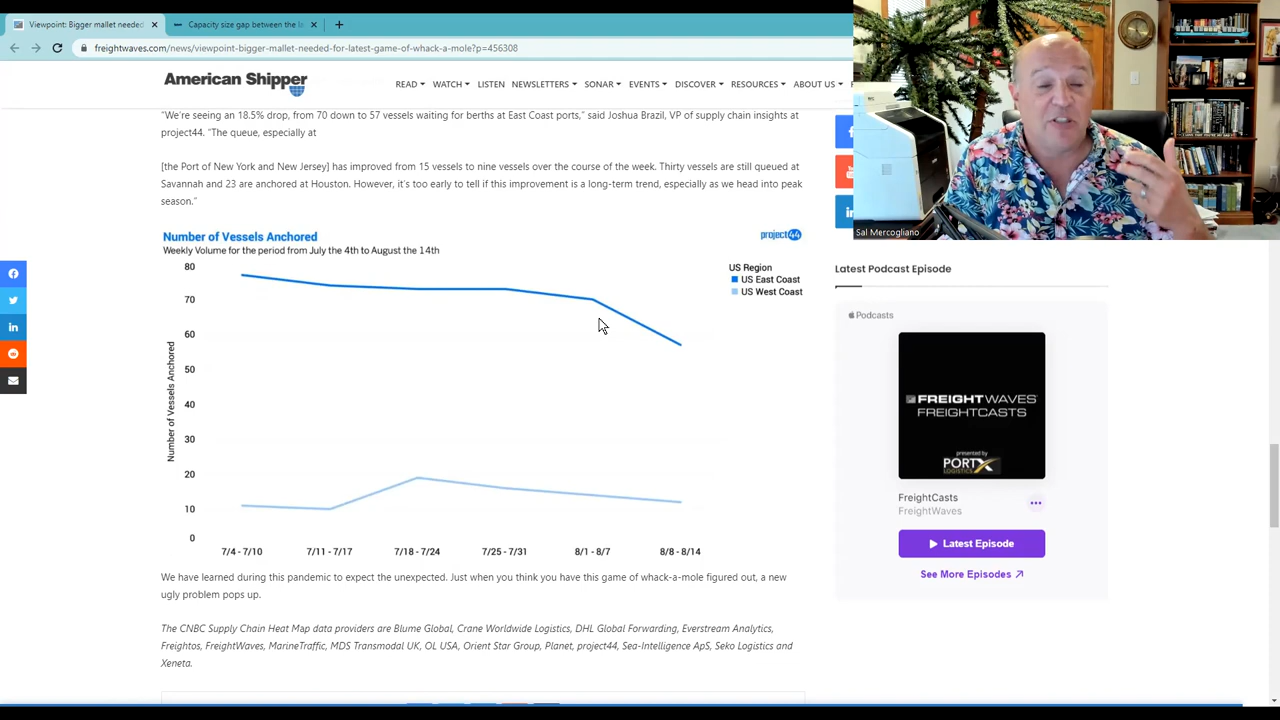 Viewpoint: Bigger mallet needed
Capacity size gap between the la
freightwaves.com/news/viewpoint-bigger-mallet-needed-for-latest-game-of-whack-a-mole?p=456308
American Shipper
READ WATCH LISTEN NEWSLETTERS SONAR EVENTS DISCOVER RESOURCES ABOUT US
"We're seeing an 18.5% drop, from 70 down to 57 vessels waiting for berths at East Coast ports," said Joshua Brazil, VP of supply chain insights at
project44. "The queue, especially at
[the Port of New York and New Jersey] has improved from 15 vessels to nine vessels over the course of the week. Thirty vessels are still queued at
Savannah and 23 are anchored at Houston. However, it's too early to tell if this improvement is a long-term trend, especially as we head into peak
season."
Number of Vessels Anchored
project44
Weekly Volume for the period from July the 4th to August the 14th
US Region
US East Coast
US West Coast
Number of Vessels Anchored
80
70
60
50
40
30
20
10
0
7/4 - 7/10 7/11 - 7/17 7/18 - 7/24 7/25 - 7/31 8/1 - 8/7 8/8 - 8/14
We have learned during this pandemic to expect the unexpected. Just when you think you have this game of whack-a-mole figured out, a new
ugly problem pops up.
The CNBC Supply Chain Heat Map data providers are Blume Global, Crane Worldwide Logistics, DHL Global Forwarding, Everstream Analytics,
Freightos, FreightWaves, MarineTraffic, MDS Transmodal UK, OL USA, Orient Star Group, Planet, project44, Sea-Intelligence ApS, Seko Logistics and
Xeneta.
Sal Mercogliano
Latest Podcast Episode
Podcasts
FREIGHTWAVES
FREIGHTCASTS
presented by
PORTX
LOGISTICS
FreightCasts
FreightWaves
Latest Episode
See More Episodes